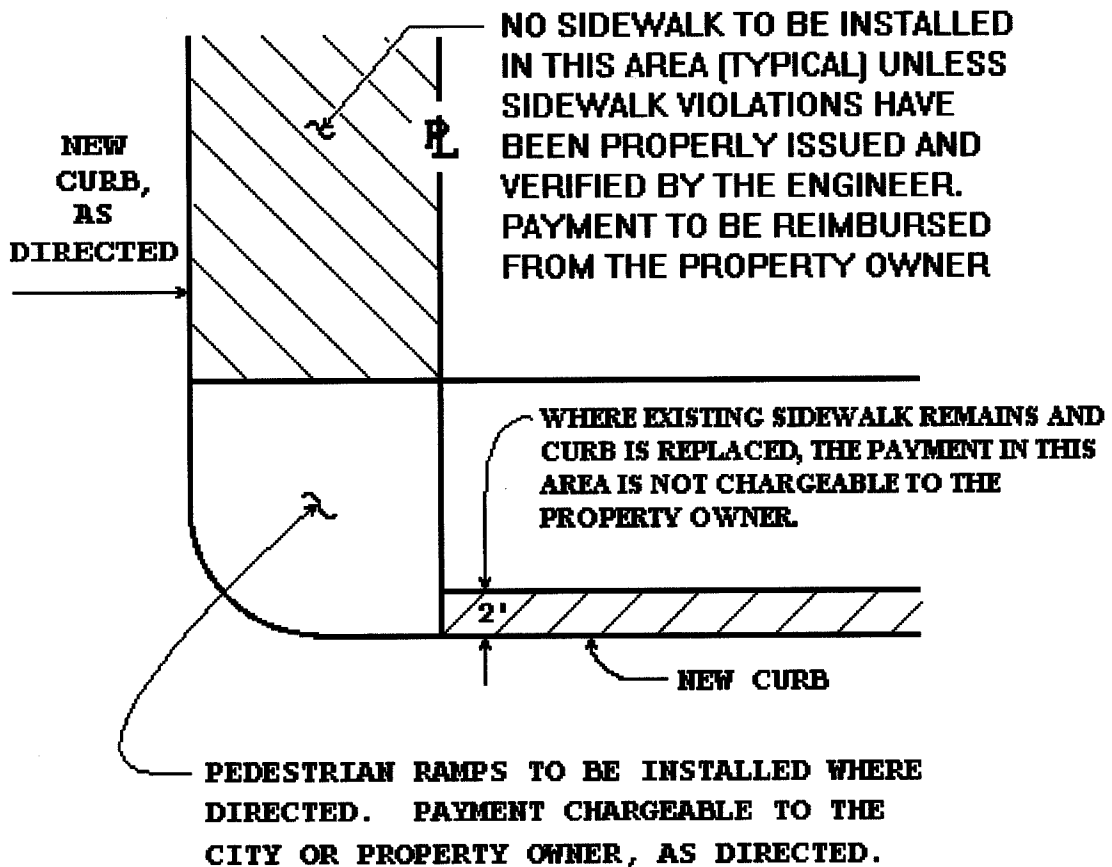 NO SIDEWALK TO BE INSTALLED
IN THIS AREA (TYPICAL) UNLESS
SIDEWALK VIOLATIONS HAVE
BEEN PROPERLY ISSUED AND
VERIFIED BY THE ENGINEER.
PAYMENT TO BE REIMBURSED
FROM THE PROPERTY OWNER
PL
NEW
CURB,
AS
DIRECTED
WHERE EXISTING SIDEWALK REMAINS AND
CURB IS REPLACED, THE PAYMENT IN THIS
AREA IS NOT CHARGEABLE TO THE
PROPERTY OWNER.
2'
NEW CURB
PEDESTRIAN RAMPS TO BE INSTALLED WHERE
DIRECTED. PAYMENT CHARGEABLE TO THE
CITY OR PROPERTY OWNER, AS DIRECTED.